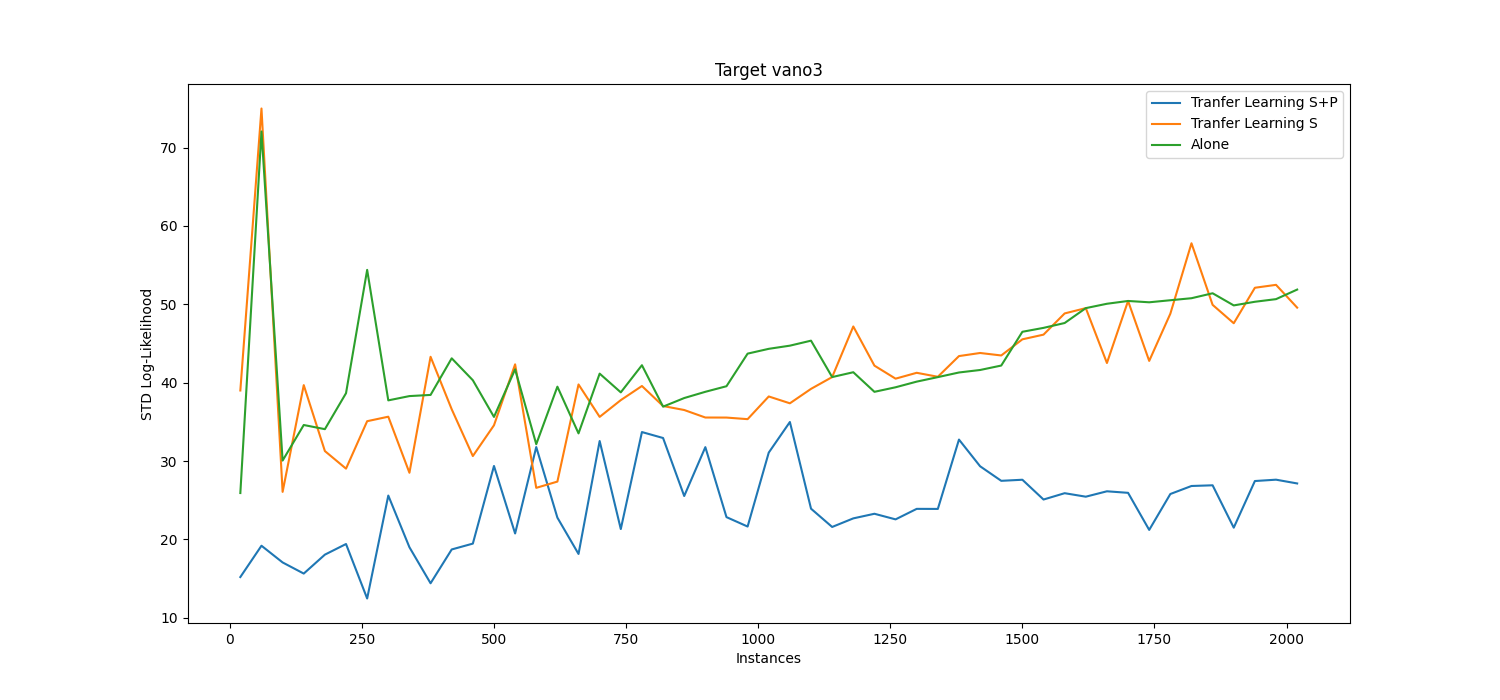 Target vano3
Tranfer Learning S+P
Tranfer Learning S
Alone
STD Log-Likelihood
70
60
50
40
30
20
10
0 250 500 750 1000 1250 1500 1750 2000
Instances